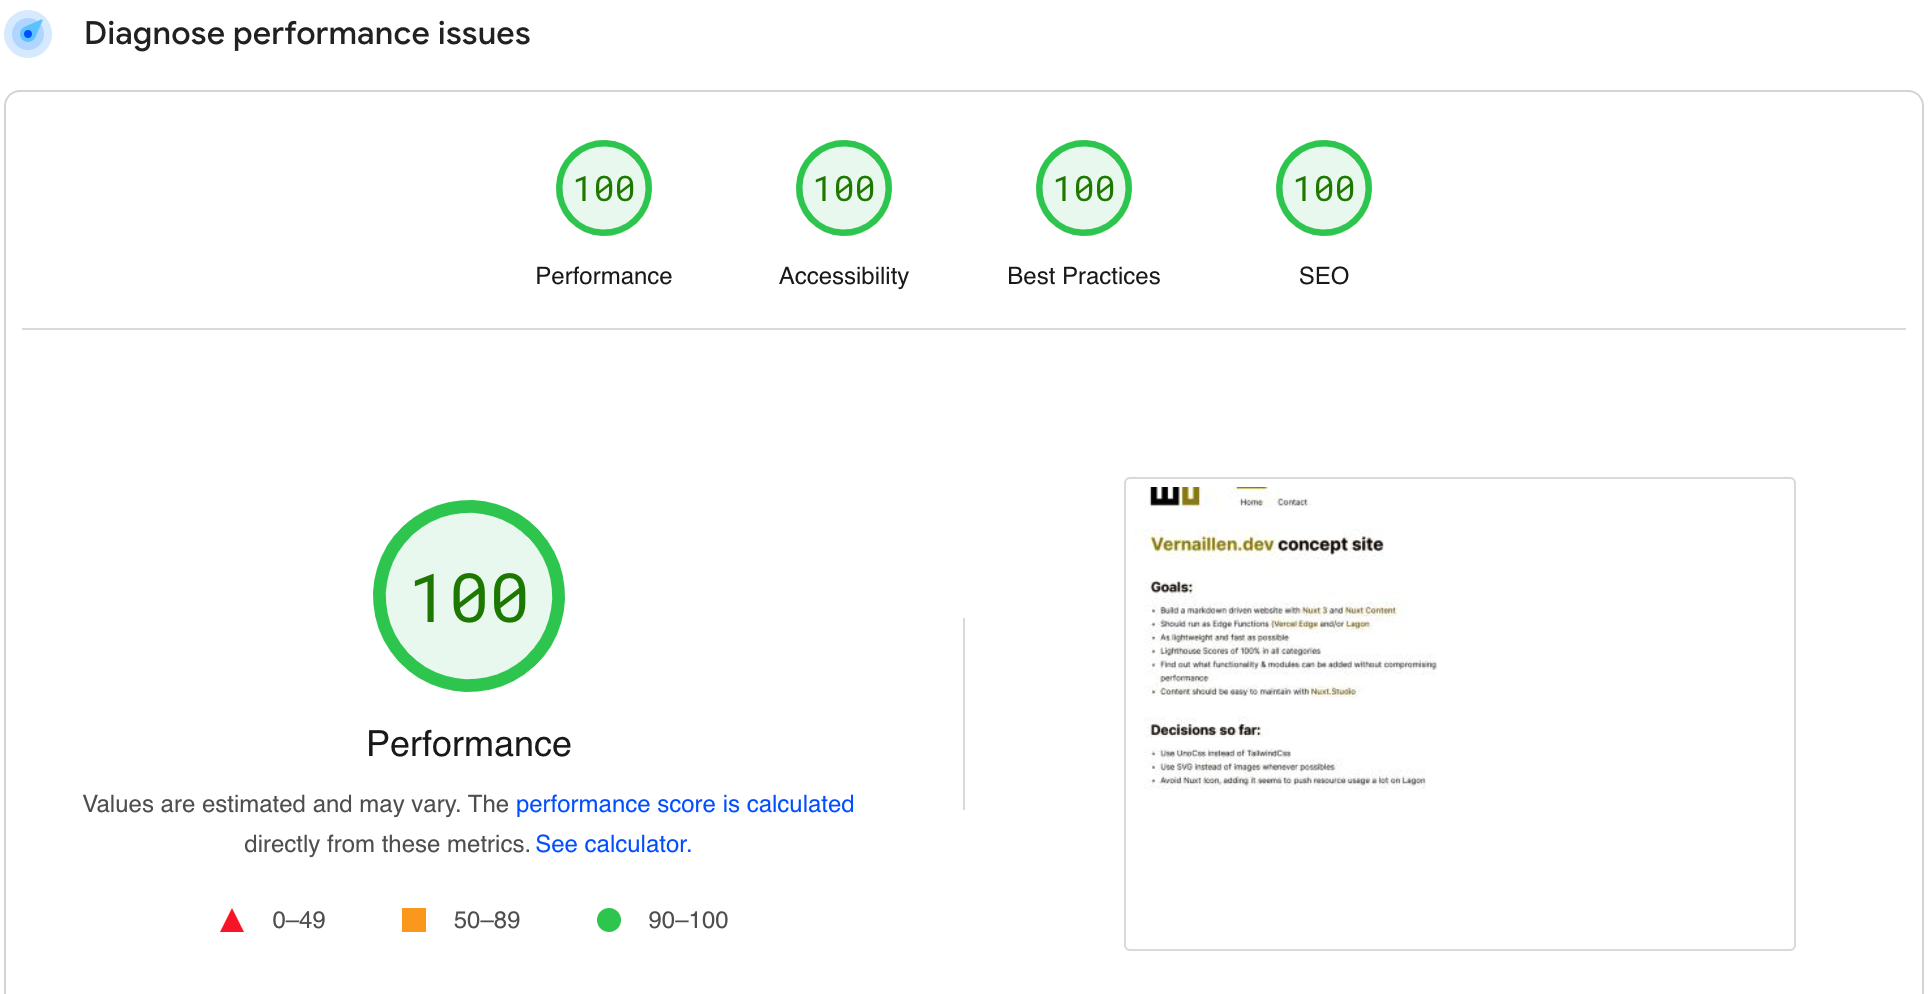 Diagnose performance issues
100
100
100
100
Performance
Accessibility
Best Practices
SEO
100
Performance
Values are estimated and may vary. The performance score is calculated
directly from these metrics. See calculator.
0–49
50–89
90–100
Home
Contact
Vernaillen.dev concept site
Goals:
• Build a markdown driven website with Nuxt 3 and Nuxt Content
• Should run as Edge Functions (Vercel Edge and/or Lagon
• As lightweight and fast as possible
• Lighthouse Scores of 100% in all categories
• Find out what functionality & modules can be added without compromising
performance
• Content should be easy to maintain with Nuxt.Studio
Decisions so far:
• Use UnoCss instead of TailwindCss
• Use SVG instead of images whenever possibles
• Avoid Nuxt Icon, adding it seems to push resource usage a lot on Lagon